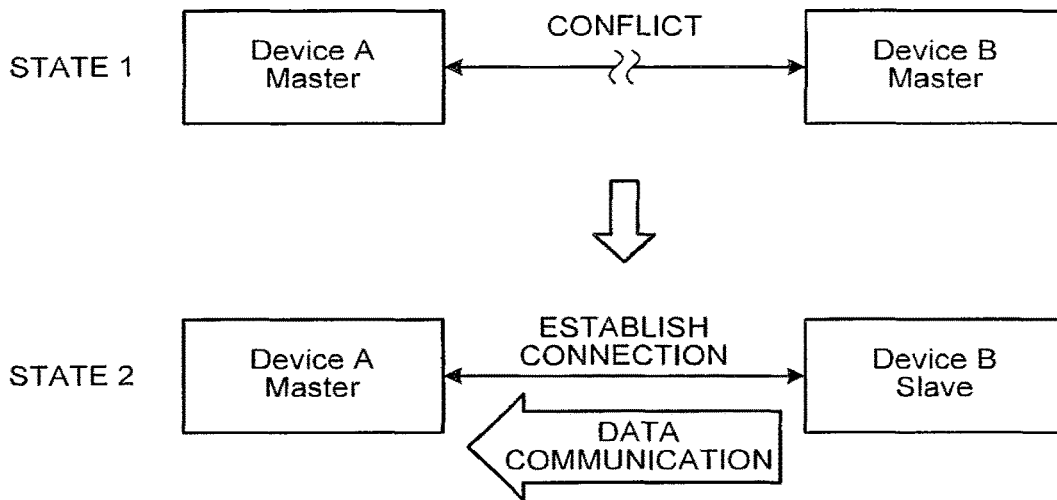 STATE 1
Device A
Master
CONFLICT
Device B
Master
STATE 2
Device A
Master
ESTABLISH
CONNECTION
Device B
Slave
DATA
COMMUNICATION